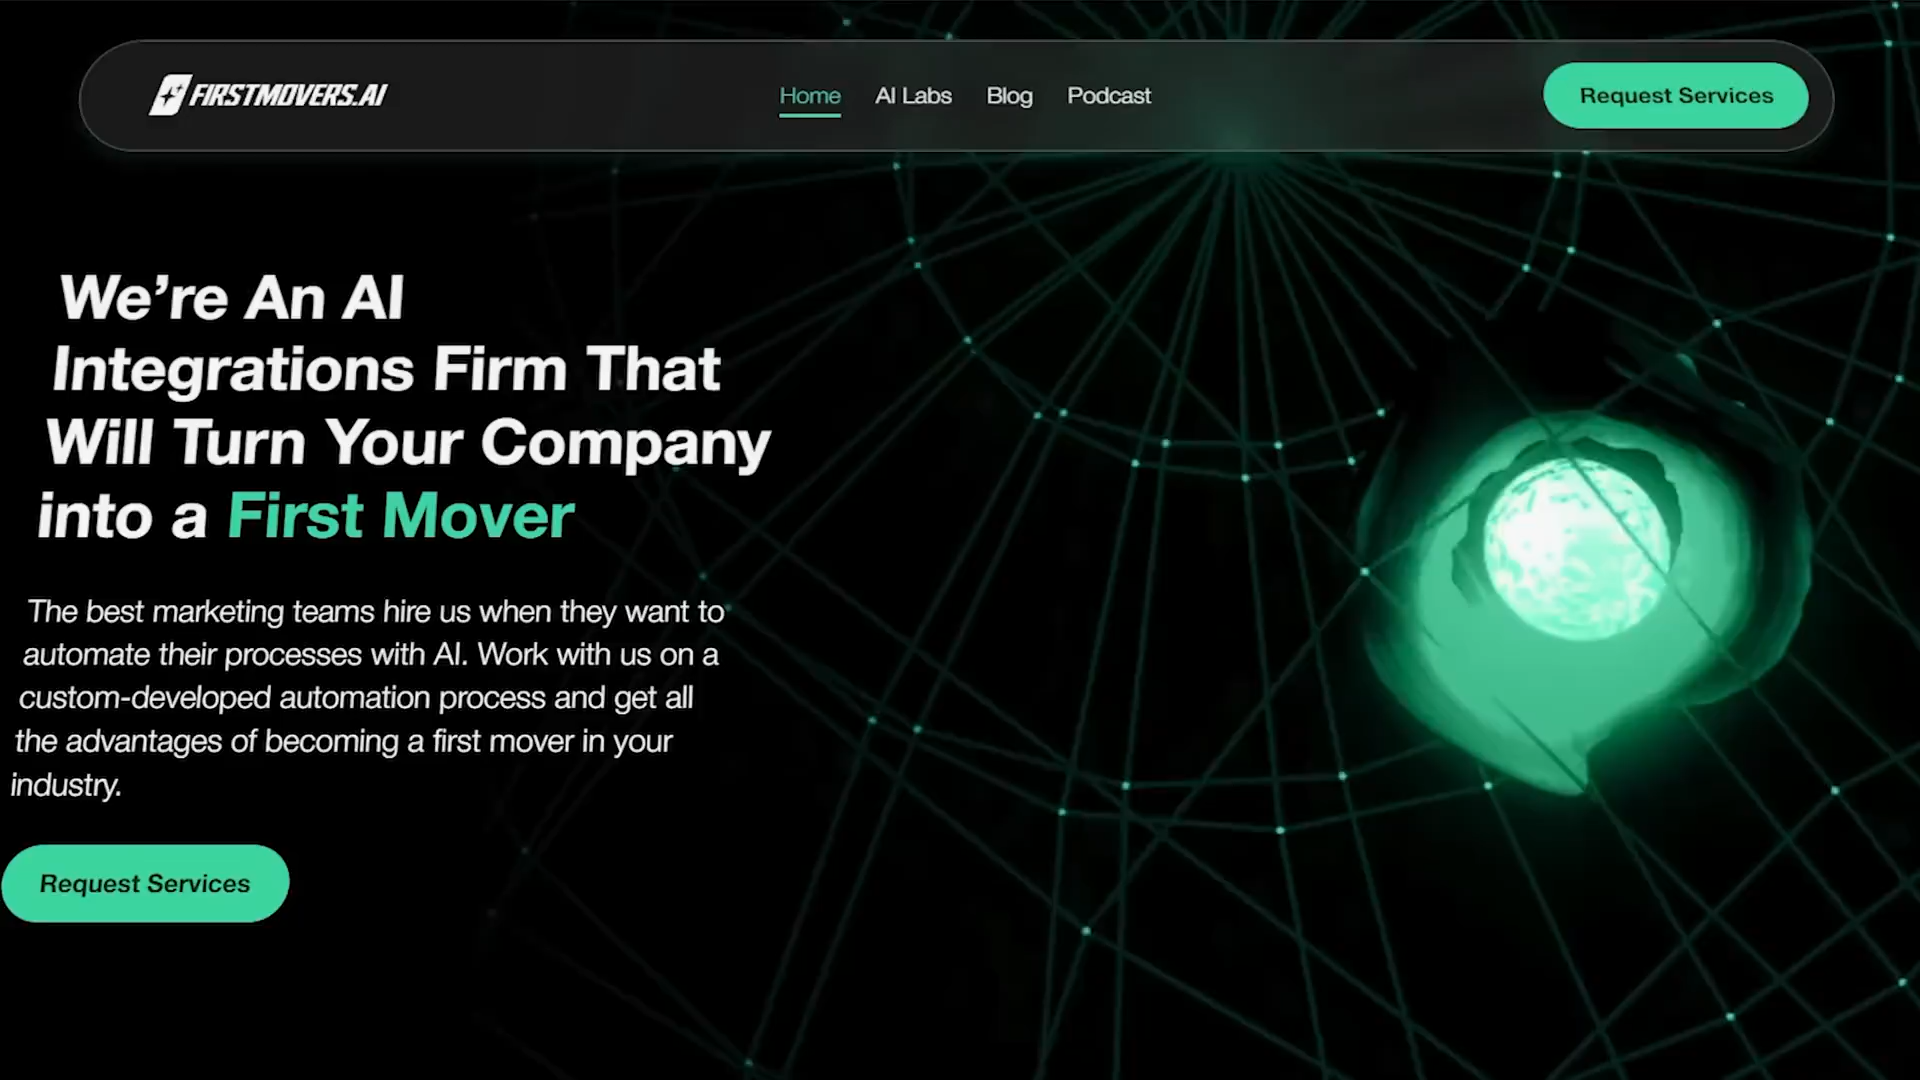 FIRSTMOVERS.AI
Home
AI Labs
Blog
Podcast
Request Services
We’re An AI
Integrations Firm That
Will Turn Your Company
into a First Mover
The best marketing teams hire us when they want to
automate their processes with AI. Work with us on a
custom-developed automation process and get all
the advantages of becoming a first mover in your
industry.
Request Services